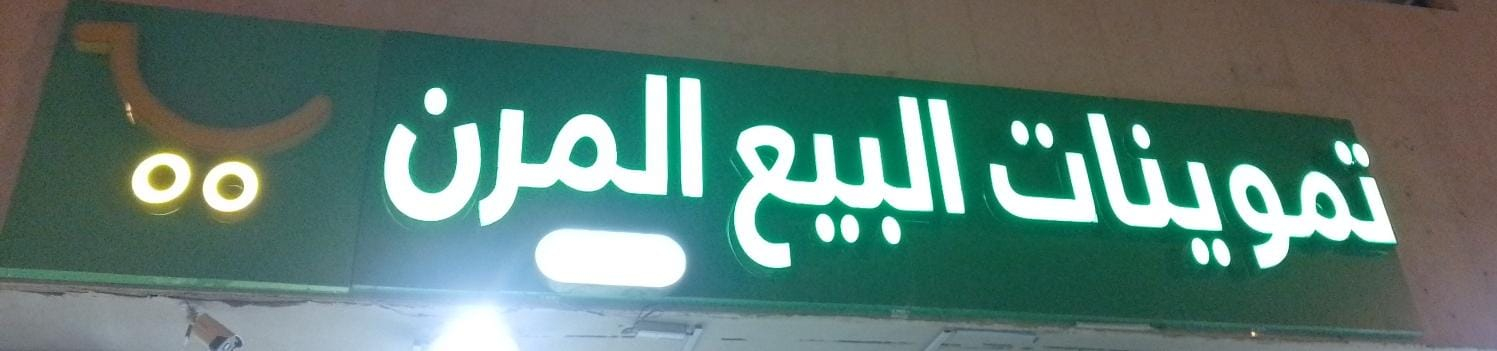 تموينات البيع المرن